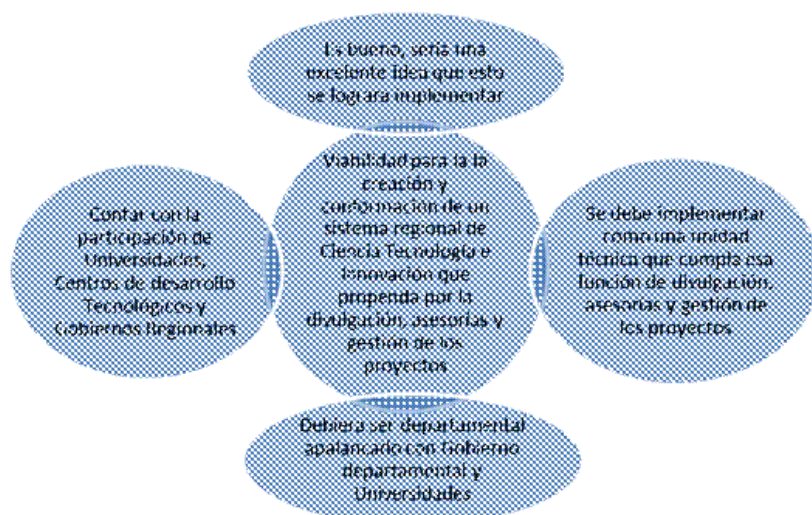 Es bueno, seria una
excelente idea que esto
se lograra implementar
Contar con la
participación de
Universidades,
Centros de desarrollo
Tecnológicos y
Gobiernos Regionales
Viabilidad para la la
creación y
conformación de un
sistema regional de
Ciencia Tecnología e
Innovación que
propenda por la
divulgación, asesorías y
gestión de los
proyectos
Se debe implementar
como una unidad
técnica que cumpla esa
función de divulgación,
asesorías y gestión de
los proyectos
Debiera ser departamental
apalancado con Gobierno
departamental y
Universidades